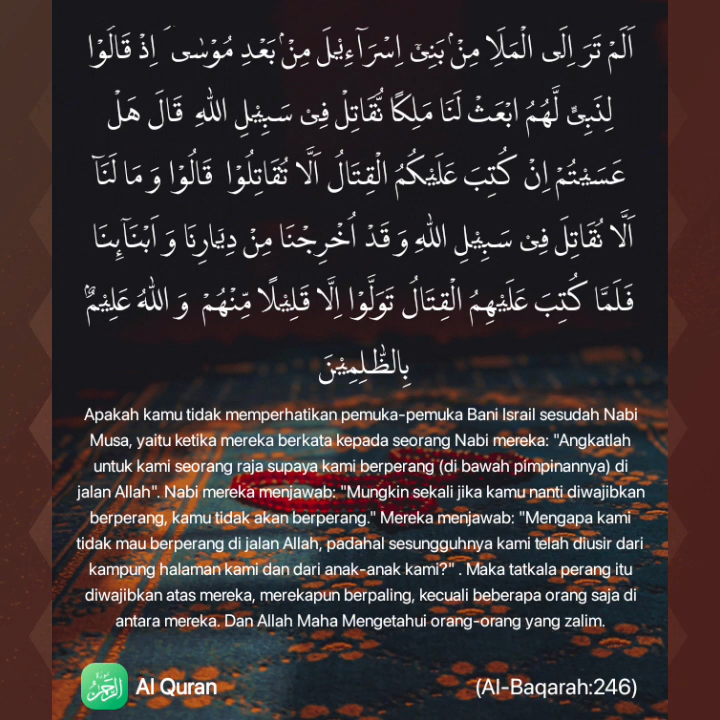 اَلَمْ تَرَ اِلَى الْمَلَاِ مِنْۢ بَنِيْٓ اِسْرَآءِيْلَ مِنْۢ بَعْدِ مُوْسٰىۘ اِذْ قَالُوْا
لِنَبِيٍّ لَّهُمُ ابْعَثْ لَنَا مَلِكًا نُّقَاتِلْ فِيْ سَبِيْلِ اللّٰهِ قَالَ هَلْ
عَسَيْتُمْ اِنْ كُتِبَ عَلَيْكُمُ الْقِتَالُ اَلَّا تُقَاتِلُوْا قَالُوْا وَمَا لَنَآ
اَلَّا نُقَاتِلَ فِيْ سَبِيْلِ اللّٰهِ وَقَدْ اُخْرِجْنَا مِنْ دِيَارِنَا وَاَبْنَآىِٕنَا
فَلَمَّا كُتِبَ عَلَيْهِمُ الْقِتَالُ تَوَلَّوْا اِلَّا قَلِيْلًا مِّنْهُمْ وَاللّٰهُ عَلِيْمٌۢ
بِالظّٰلِمِيْنَ
Apakah kamu tidak memperhatikan pemuka-pemuka Bani Israil sesudah Nabi
Musa, yaitu ketika mereka berkata kepada seorang Nabi mereka: "Angkatlah
untuk kami seorang raja supaya kami berperang (di bawah pimpinannya) di
jalan Allah". Nabi mereka menjawab: "Mungkin sekali jika kamu nanti diwajibkan
berperang, kamu tidak akan berperang." Mereka menjawab: "Mengapa kami
tidak mau berperang di jalan Allah, padahal sesungguhnya kami telah diusir dari
kampung halaman kami dan dari anak-anak kami?" . Maka tatkala perang itu
diwajibkan atas mereka, merekapun berpaling, kecuali beberapa orang saja di
antara mereka. Dan Allah Maha Mengetahui orang-orang yang zalim.
Al Quran
(Al-Baqarah:246)